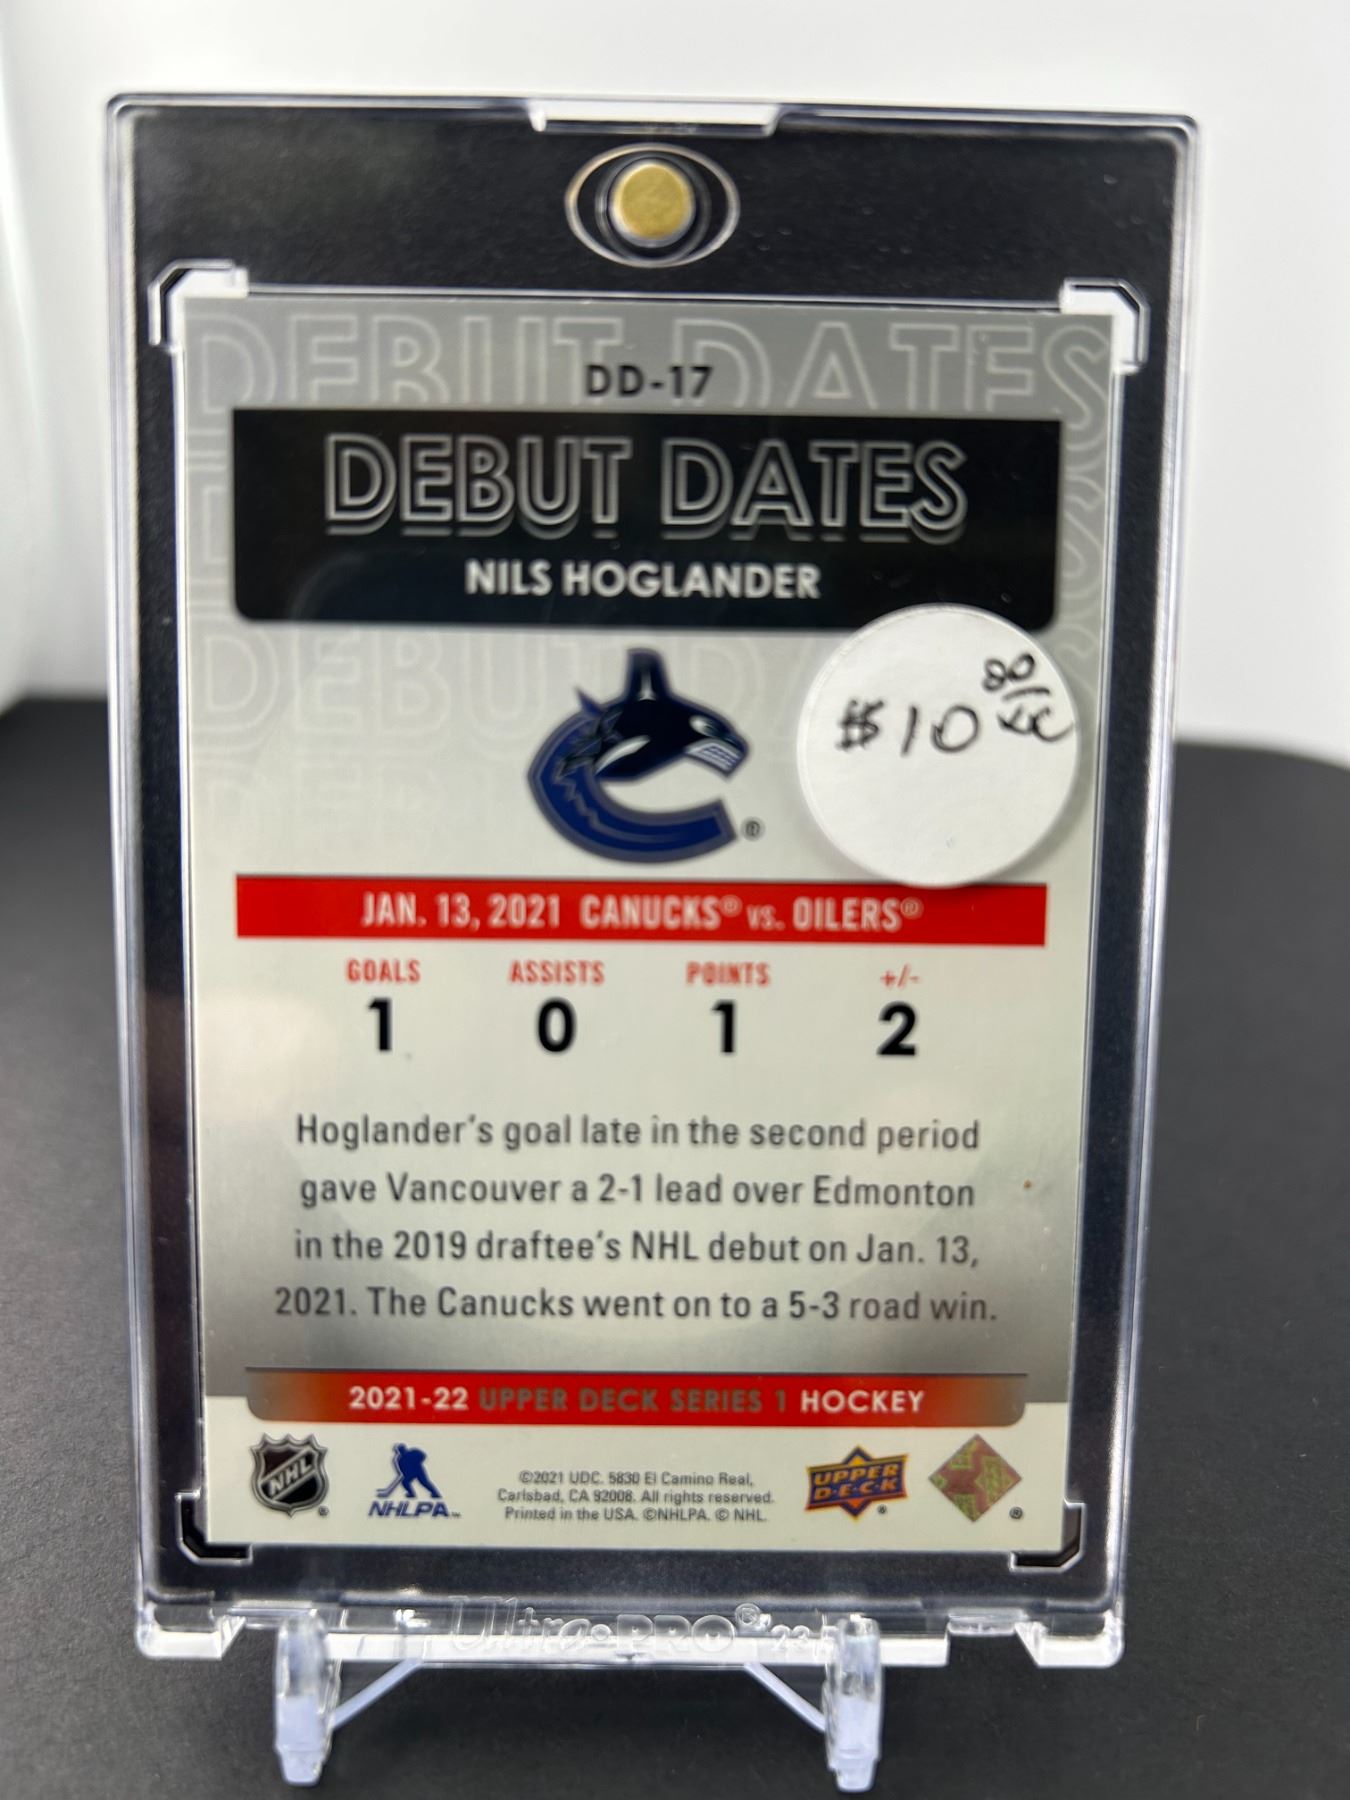 DEBUT DATES
DD-17
DEBUT DATES
NILS HOGLANDER
$10
®
JAN. 13, 2021 CANUCKS® VS. OILERS®
GOALS ASSISTS POINTS +/-
1 0 1 2
Hoglander's goal late in the second period
gave Vancouver a 2-1 lead over Edmonton
in the 2019 draftee's NHL debut on Jan. 13,
2021. The Canucks went on to a 5-3 road win.
2021-22 UPPER DECK SERIES 1 HOCKEY
NHL
NHLPA
©2021 UDC. 5830 El Camino Real,
Carlsbad, CA 92008. All rights reserved.
Printed in the USA. ©NHLPA. © NHL.
UPPER
D·E·C·K
Ultra·PRO®